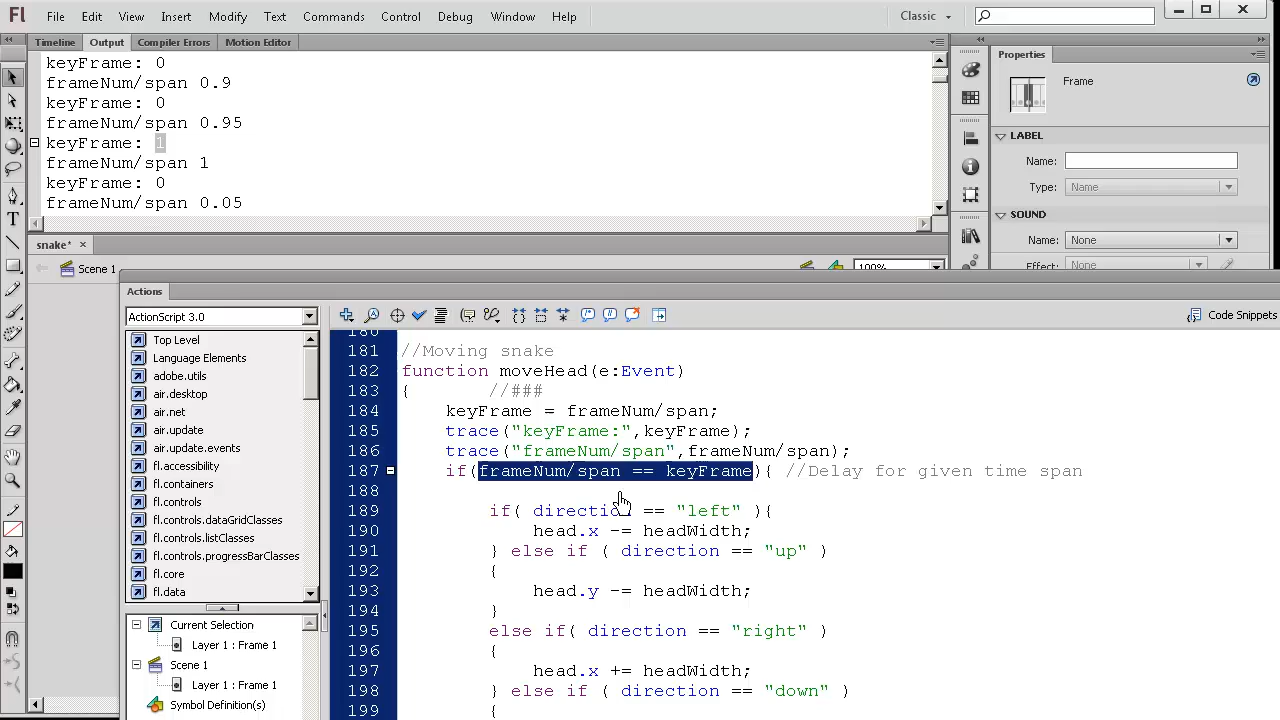 Fl File Edit View Insert Modify Text Commands Control Debug Window Help Classic
Timeline Output Compiler Errors Motion Editor
keyFrame: 0
frameNum/span 0.9
keyFrame: 0
frameNum/span 0.95
keyFrame: 1
frameNum/span 1
keyFrame: 0
frameNum/span 0.05
Properties
Frame
LABEL
Name:
Type: Name
SOUND
Name: None
Effect: None
snake*
Scene 1
100%
Actions
ActionScript 3.0
Code Snippets
Top Level
Language Elements
adobe.utils
air.desktop
air.net
air.update
air.update.events
fl.accessibility
fl.containers
fl.controls
fl.controls.dataGridClasses
fl.controls.listClasses
fl.controls.progressBarClasses
fl.core
fl.data
Current Selection
Layer 1 : Frame 1
Scene 1
Layer 1 : Frame 1
Symbol Definition(s)
180
181 //Moving snake
182 function moveHead(e:Event)
183 { //###
184 keyFrame = frameNum/span;
185 trace("keyFrame:",keyFrame);
186 trace("frameNum/span",frameNum/span);
187 if(frameNum/span == keyFrame){ //Delay for given time span
188
189 if( direction == "left" ){
190 head.x -= headWidth;
191 } else if ( direction == "up" )
192 {
193 head.y -= headWidth;
194 }
195 else if( direction == "right" )
196 {
197 head.x += headWidth;
198 } else if ( direction == "down" )
199 {